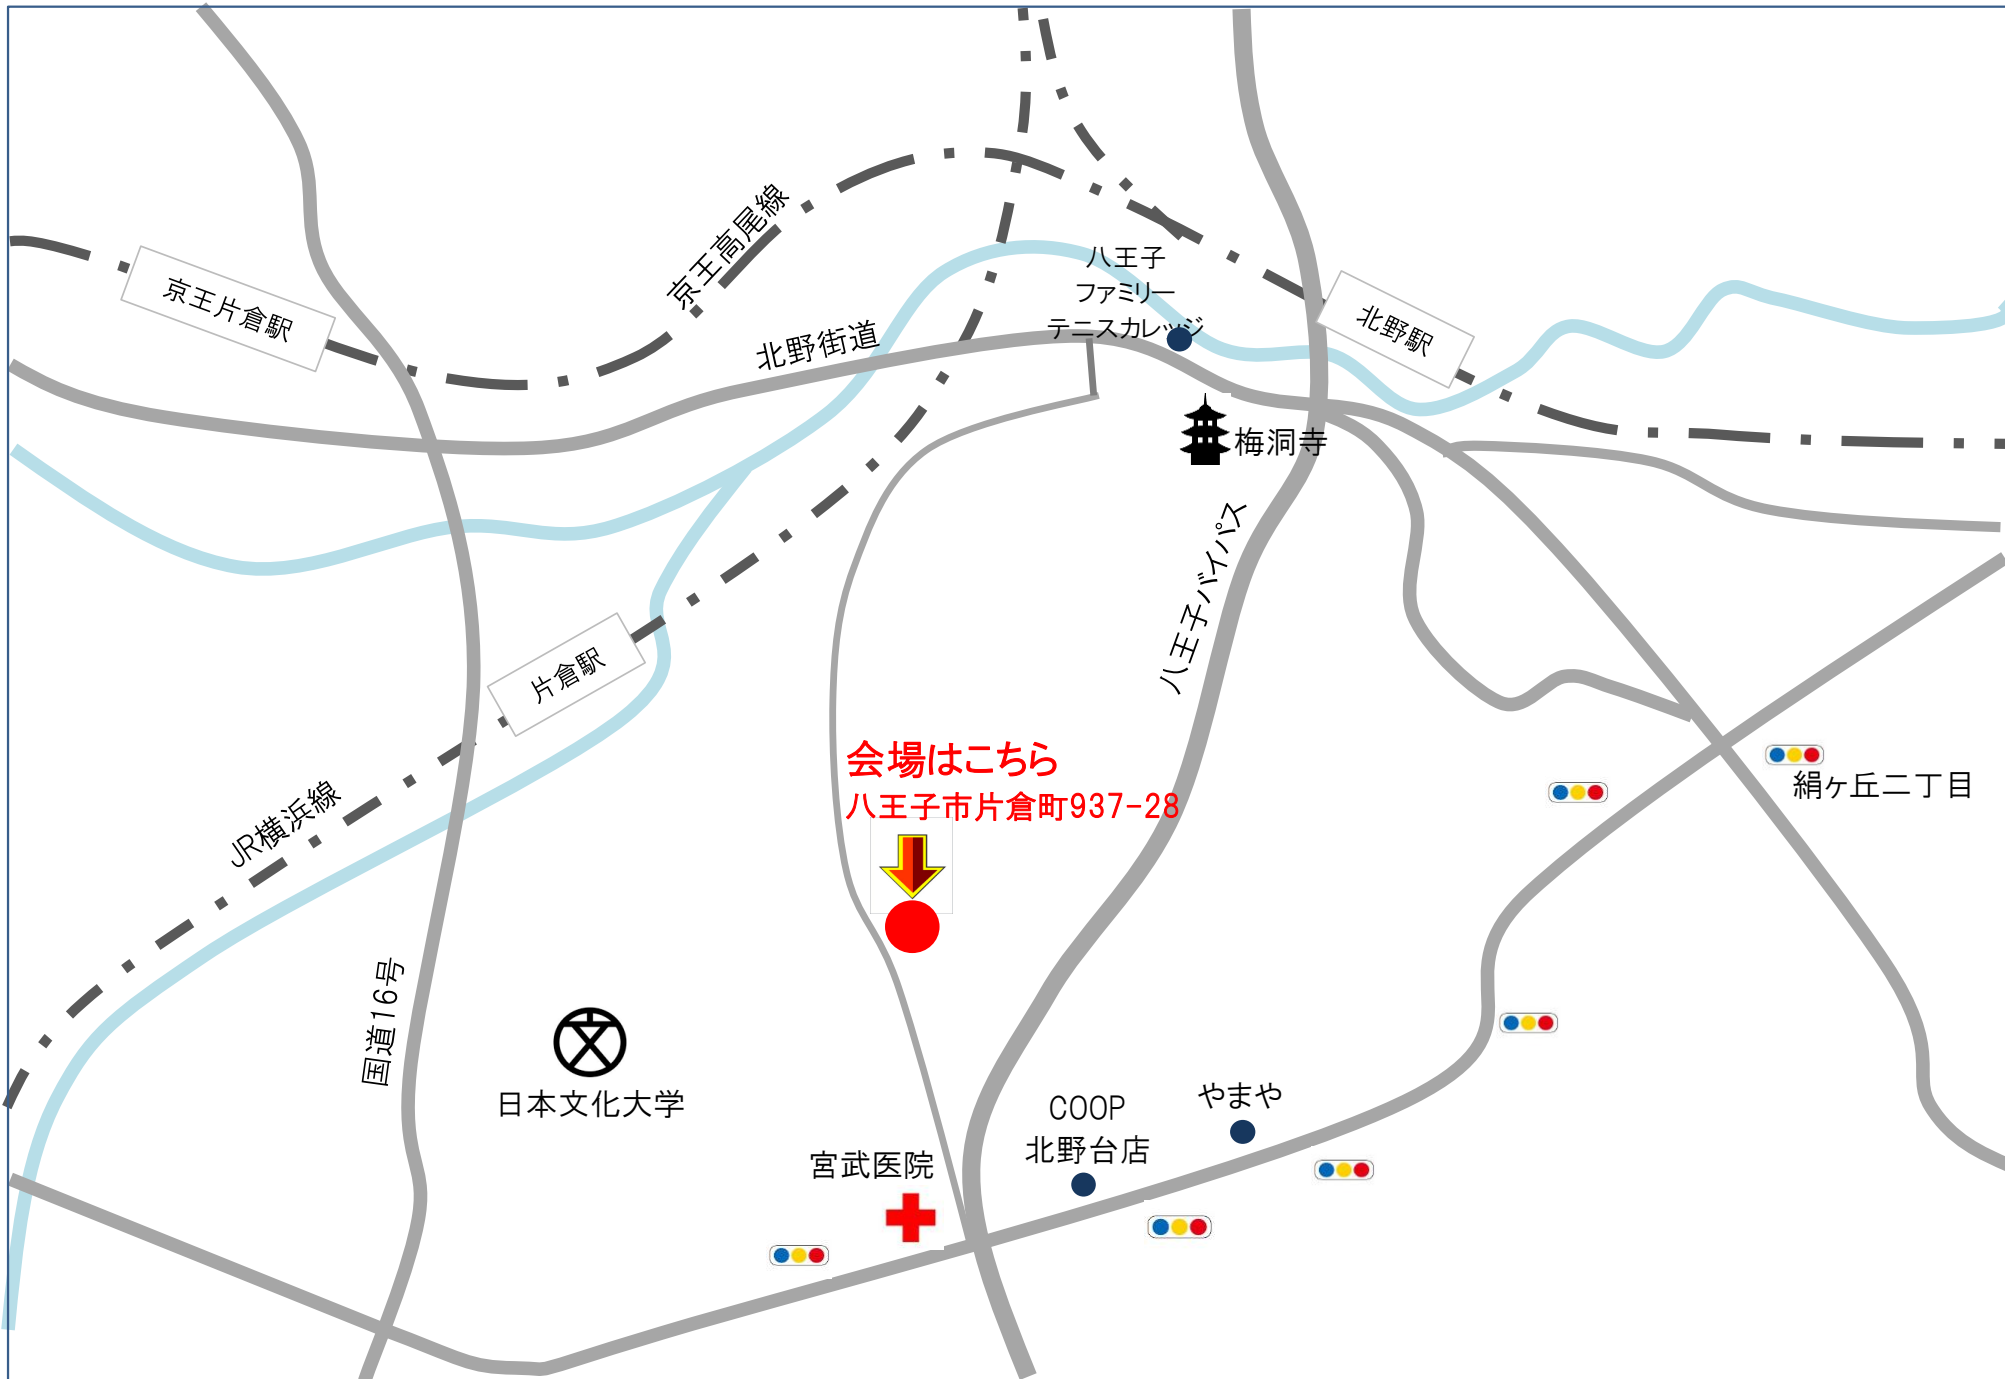 京王高尾線
八王子
ファミリー
テニスカレッジ
京王片倉駅
北野駅
北野街道
梅洞寺
八王子バイパス
片倉駅
会場はこちら
八王子市片倉町937-28
絹ヶ丘二丁目
JR横浜線
国道16号
日本文化大学
やまや
COOP
北野台店
宮武医院